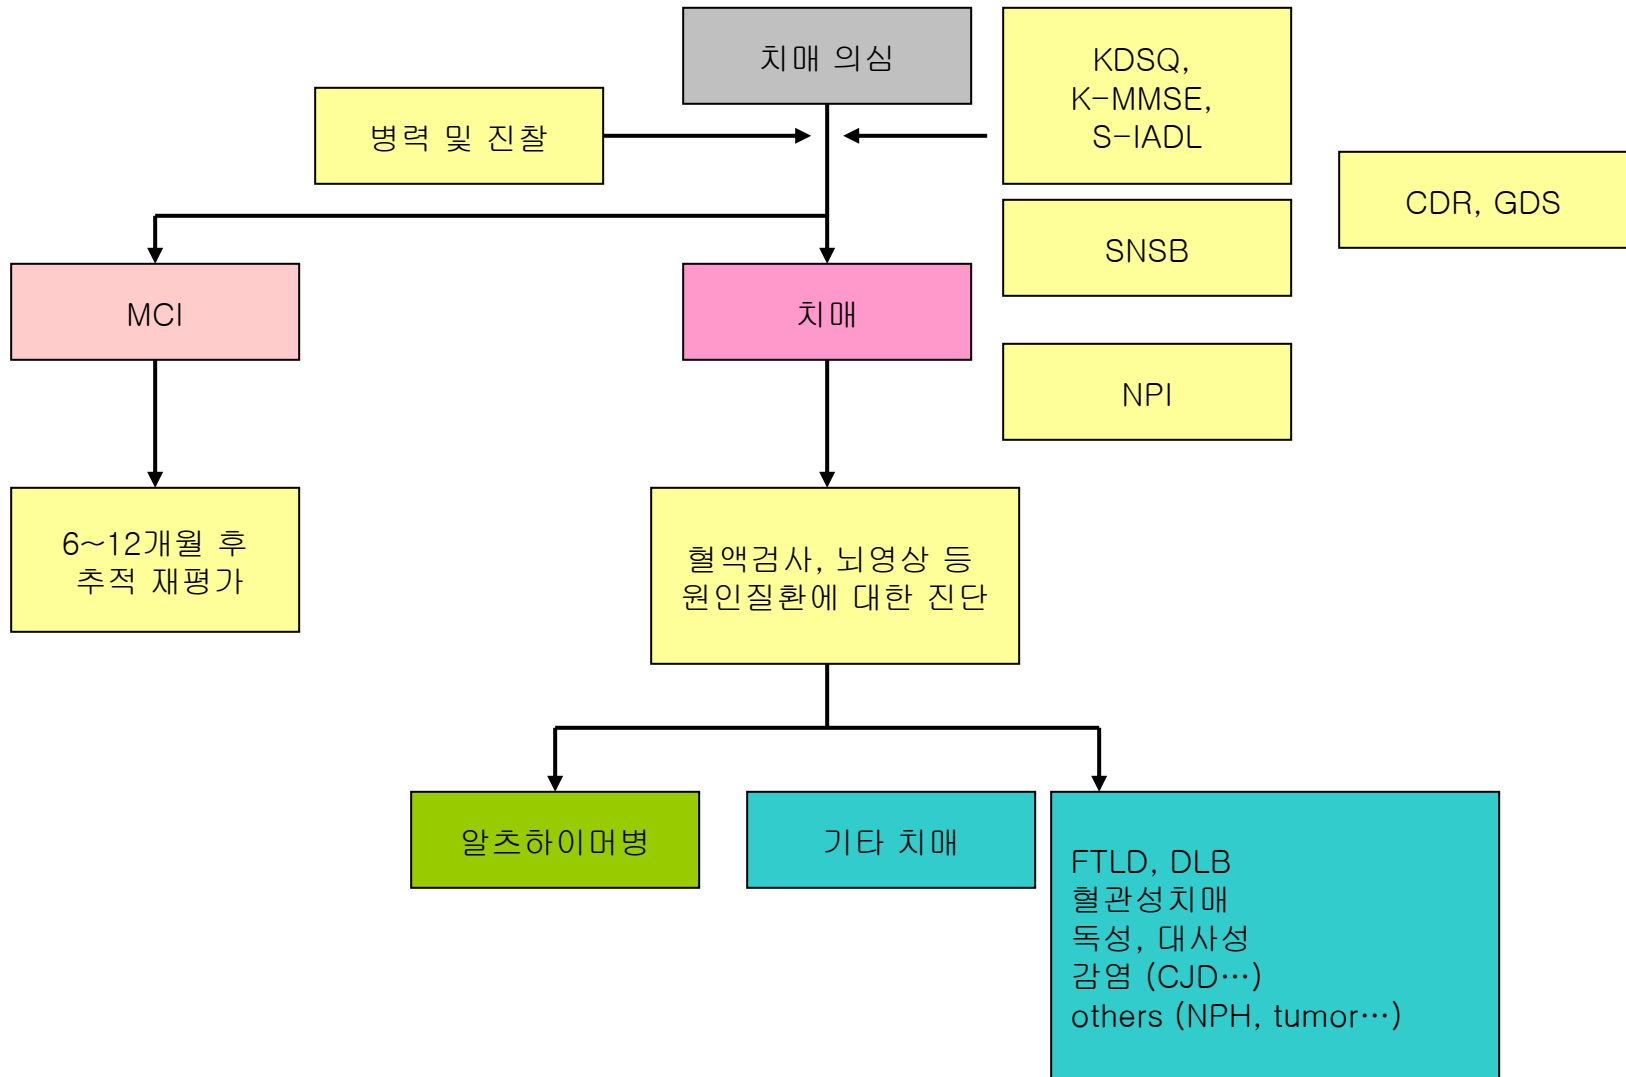 치매 의심
KDSQ,
K-MMSE,
S-IADL
병력 및 진찰
CDR, GDS
SNSB
MCI
치매
NPI
6~12개월 후
추적 재평가
혈액검사, 뇌영상 등
원인질환에 대한 진단
알츠하이머병
기타 치매
FTLD, DLB
혈관성치매
독성, 대사성
감염 (CJD…)
others (NPH, tumor…)